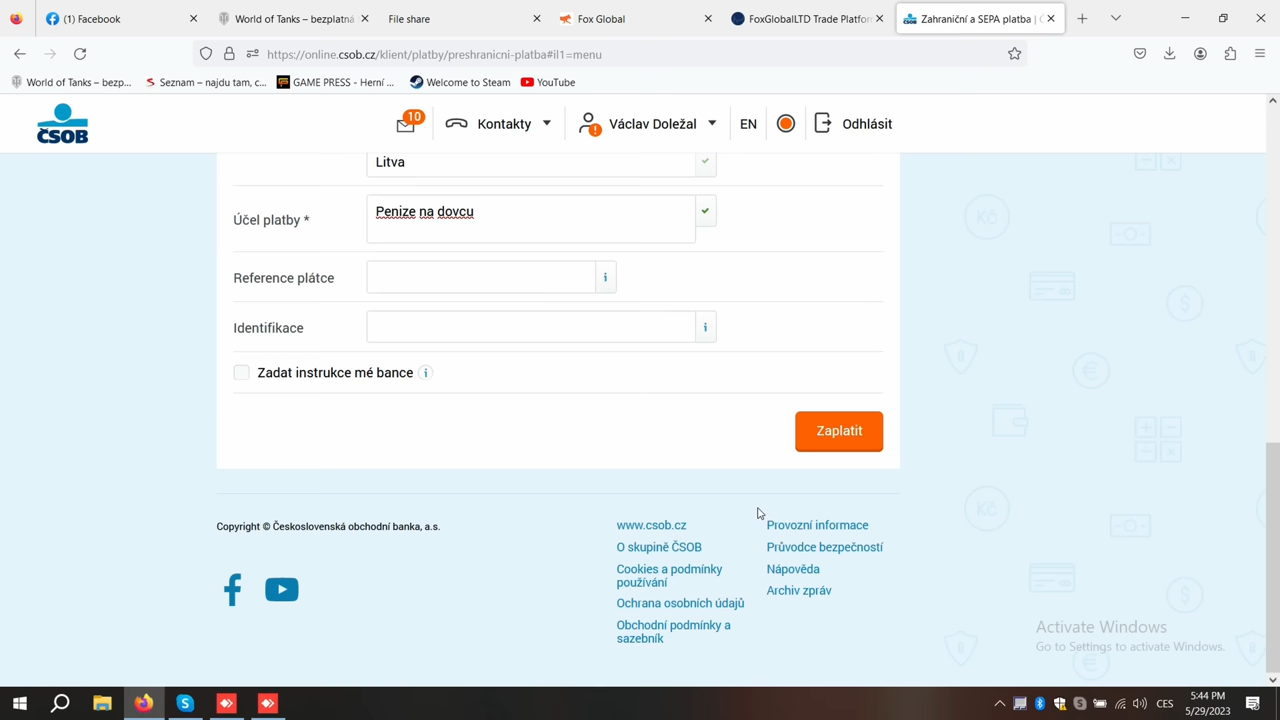 (1) Facebook
World of Tanks – bezplatná
File share
Fox Global
FoxGlobalLTD Trade Platfor
Zahraniční a SEPA platba |
https://online.csob.cz/klient/platby/preshranicni-platba#il1=menu
World of Tanks – bezp...
Seznam – najdu tam, c...
GAME PRESS - Herní ...
Welcome to Steam
YouTube
ČSOB
10
Kontakty
Václav Doležal
EN
Odhlásit
Litva
Účel platby *
Penize na dovcu
Reference plátce
Identifikace
Zadat instrukce mé bance
Zaplatit
Copyright © Československá obchodní banka, a.s.
www.csob.cz
O skupině ČSOB
Cookies a podmínky
používání
Ochrana osobních údajů
Obchodní podmínky a
sazebník
Provozní informace
Průvodce bezpečností
Nápověda
Archiv zpráv
Activate Windows
Go to Settings to activate Windows.
CES
5:44 PM
5/29/2023